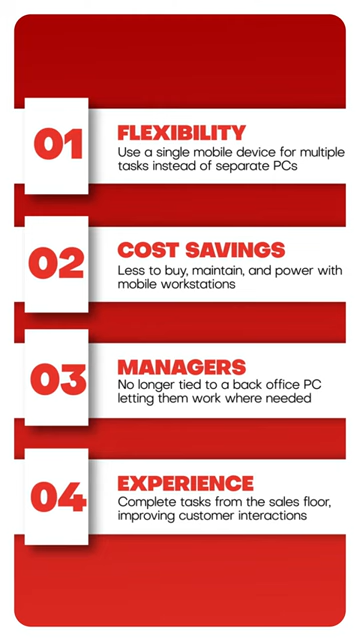 01
FLEXIBILITY
Use a single mobile device for multiple
tasks instead of separate PCs
02
COST SAVINGS
Less to buy, maintain, and power with
mobile workstations
03
MANAGERS
No longer tied to a back office PC
letting them work where needed
04
EXPERIENCE
Complete tasks from the sales floor,
improving customer interactions